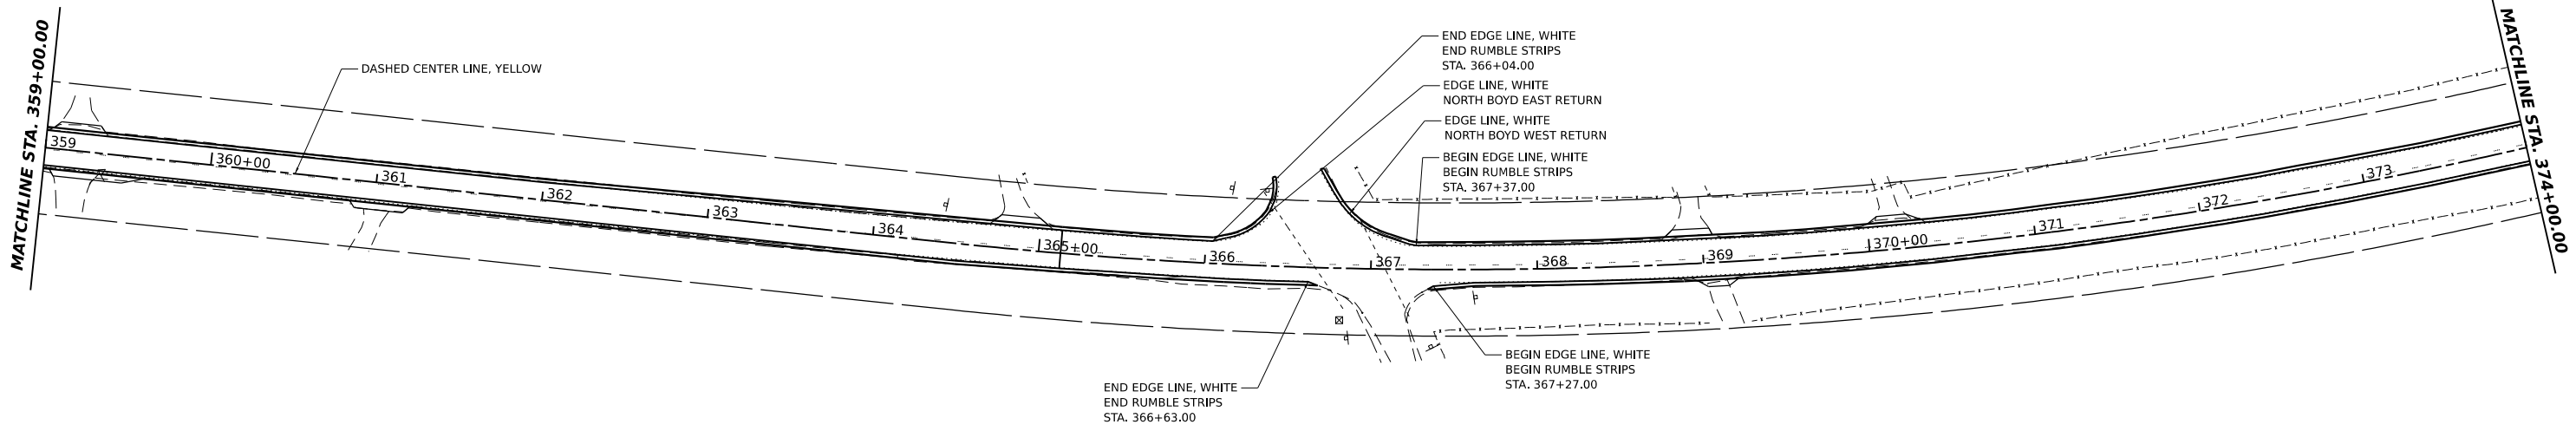 MATCHLINE STA. 359+00.00
DASHED CENTER LINE, YELLOW
END EDGE LINE, WHITE
END RUMBLE STRIPS
STA. 366+04.00
EDGE LINE, WHITE
NORTH BOYD EAST RETURN
EDGE LINE, WHITE
NORTH BOYD WEST RETURN
BEGIN EDGE LINE, WHITE
BEGIN RUMBLE STRIPS
STA. 367+37.00
MATCHLINE STA. 374+00.00
359
360+00
361
362
363
364
365+00
366
367
368
369
370+00
371
372
373
BEGIN EDGE LINE, WHITE
BEGIN RUMBLE STRIPS
STA. 367+27.00
END EDGE LINE, WHITE
END RUMBLE STRIPS
STA. 366+63.00